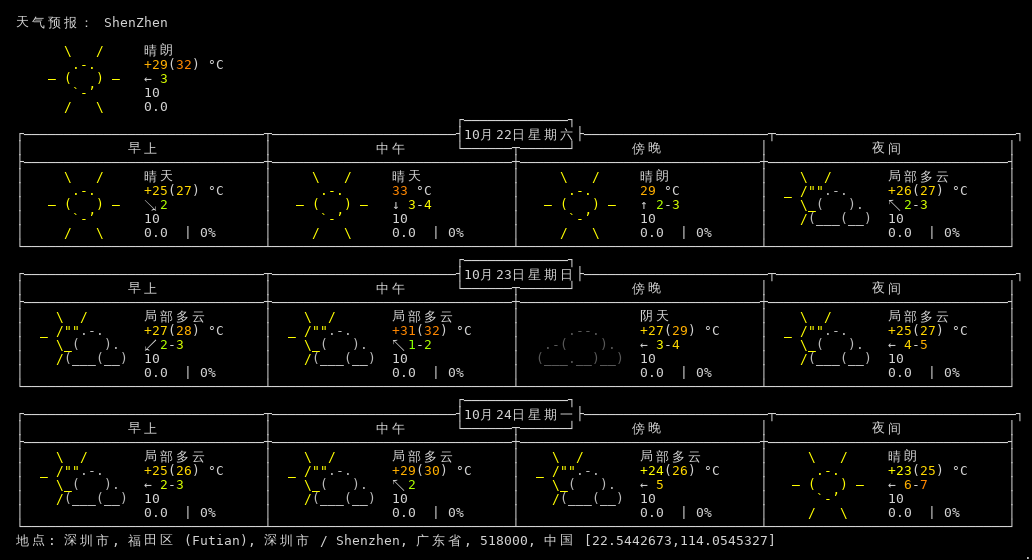 天气预报： ShenZhen
晴朗
+29(32) °C
← 3
10
0.0
10月22日星期六
早上 中午 傍晚 夜间
晴天 晴天 晴朗 局部多云
+25(27) °C 33 °C 29 °C +26(27) °C
↘ 2 ↓ 3-4 ↑ 2-3 ↖ 2-3
10 10 10 10
0.0 | 0% 0.0 | 0% 0.0 | 0% 0.0 | 0%
10月23日星期日
早上 中午 傍晚 夜间
局部多云 局部多云 阴天 局部多云
+27(28) °C +31(32) °C +27(29) °C +25(27) °C
↙ 2-3 ↖ 1-2 ← 3-4 ← 4-5
10 10 10 10
0.0 | 0% 0.0 | 0% 0.0 | 0% 0.0 | 0%
10月24日星期一
早上 中午 傍晚 夜间
局部多云 局部多云 局部多云 晴朗
+25(26) °C +29(30) °C +24(26) °C +23(25) °C
← 2-3 ↖ 2 ← 5 ← 6-7
10 10 10 10
0.0 | 0% 0.0 | 0% 0.0 | 0% 0.0 | 0%
地点: 深圳市, 福田区 (Futian), 深圳市 / Shenzhen, 广东省, 518000, 中国 [22.5442673,114.0545327]